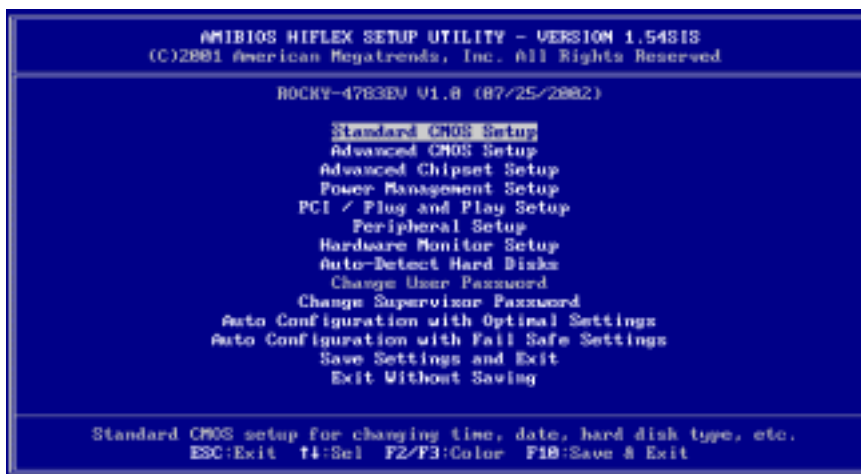 AMIBIOS HIFLEX SETUP UTILITY - VERSION 1.54SIS
(C)2001 American Megatrends, Inc. All Rights Reserved
ROCKY-4783EV V1.0 (07/25/2002)
Standard CMOS Setup
Advanced CMOS Setup
Advanced Chipset Setup
Power Management Setup
PCI / Plug and Play Setup
Peripheral Setup
Hardware Monitor Setup
Auto-Detect Hard Disks
Change User Password
Change Supervisor Password
Auto Configuration with Optimal Settings
Auto Configuration with Fail Safe Settings
Save Settings and Exit
Exit Without Saving
Standard CMOS setup for changing time, date, hard disk type, etc.
ESC:Exit ↑↓:Sel F2/F3:Color F10:Save & Exit